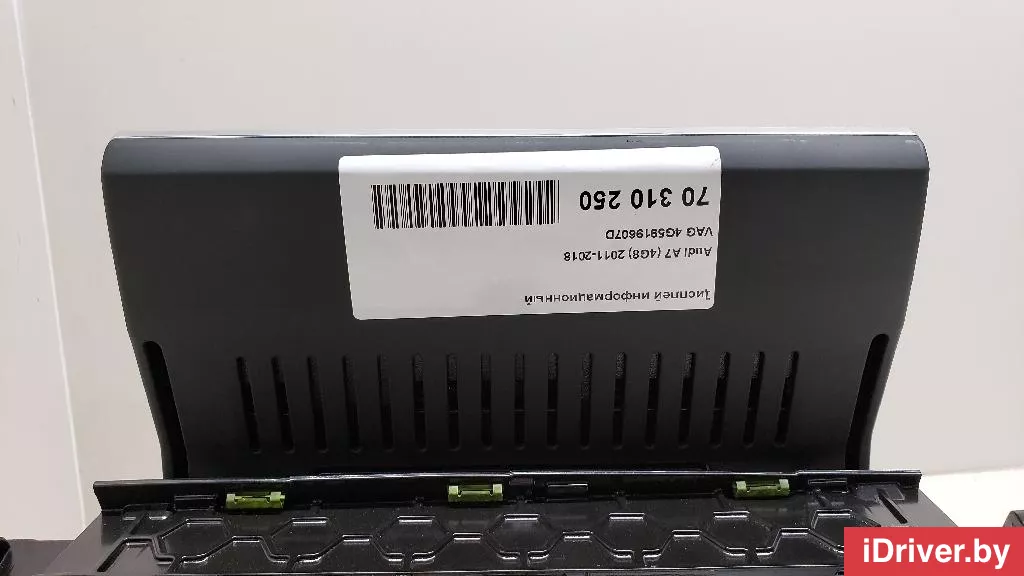 Дисплей информационный
Audi A7 (4G8) 2011-2018
VAG 4G5919607D
70 310 250
iDriver.by